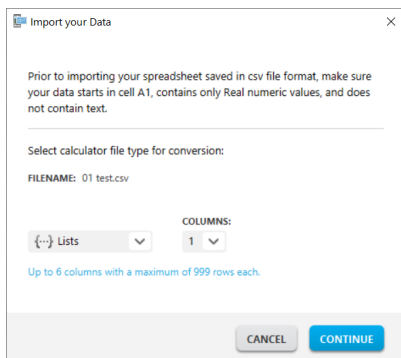 Import your Data
Prior to importing your spreadsheet saved in csv file format, make sure
your data starts in cell A1, contains only Real numeric values, and does
not contain text.
Select calculator file type for conversion:
FILENAME: 01 test.csv
COLUMNS:
{···} Lists 1
Up to 6 columns with a maximum of 999 rows each.
CANCEL CONTINUE